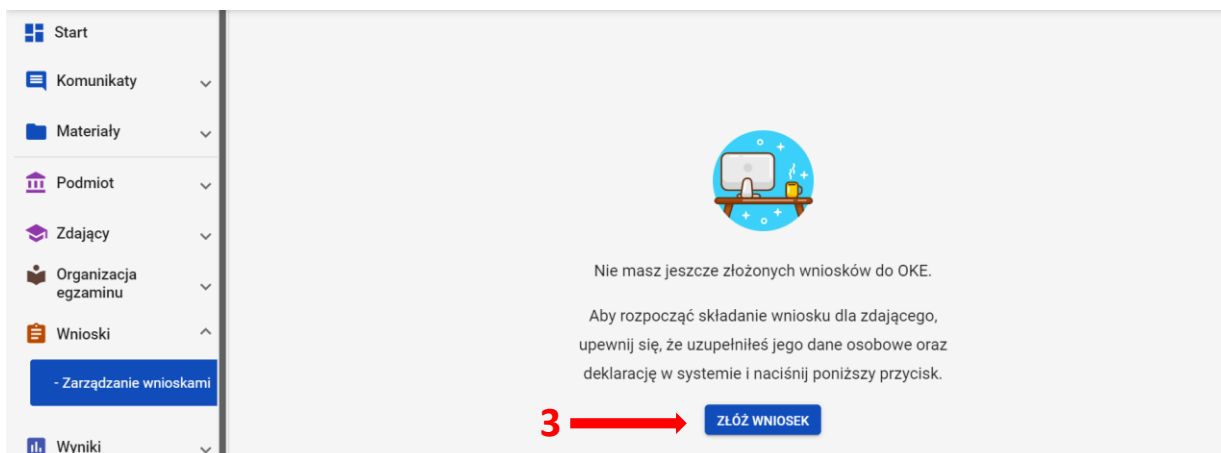 Start
Komunikaty
Materiały
Podmiot
Zdający
Organizacja
egzaminu
Wnioski
- Zarządzanie wnioskami
Wyniki
Nie masz jeszcze złożonych wniosków do OKE.
Aby rozpocząć składanie wniosku dla zdającego,
upewnij się, że uzupełniłeś jego dane osobowe oraz
deklarację w systemie i naciśnij poniższy przycisk.
3
ZŁÓŻ WNIOSEK